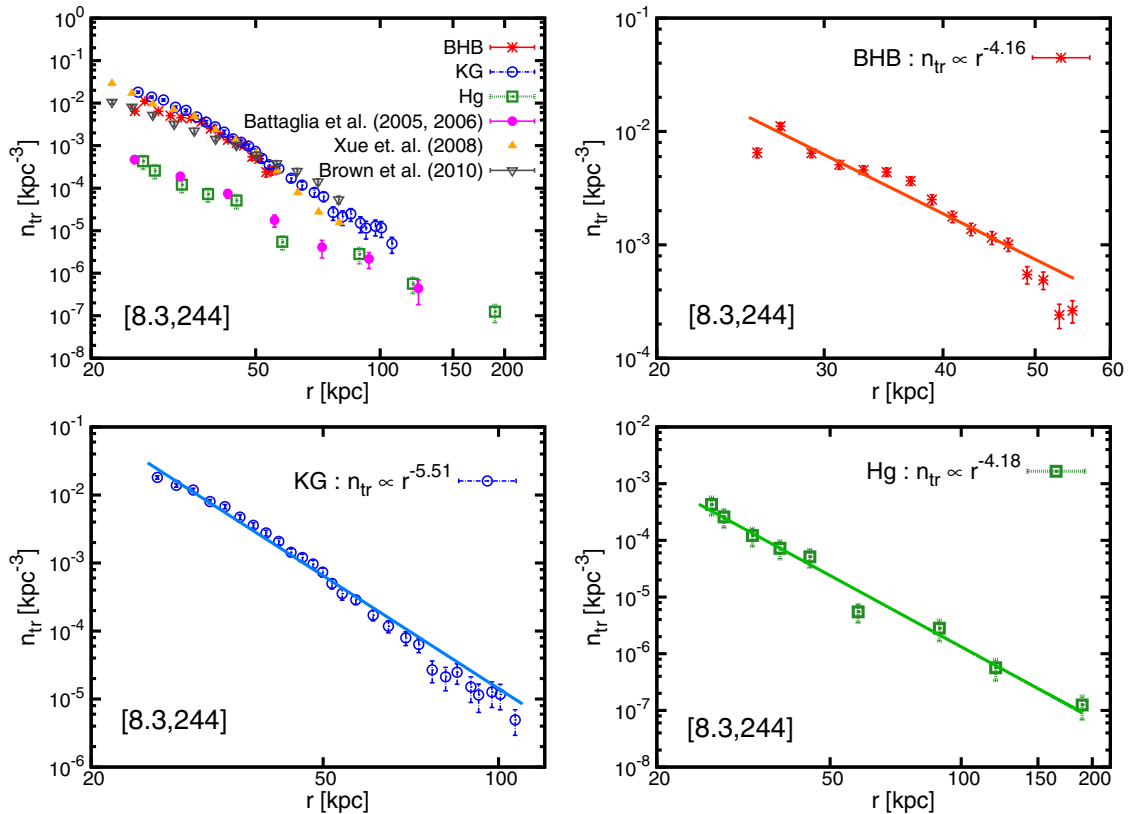 10^0
10^-1
10^-2
10^-3
10^-4
10^-5
10^-6
10^-7
10^-8
n_tr [kpc^-3]
BHB
KG
Hg
Battaglia et al. (2005, 2006)
Xue et al. (2008)
Brown et al. (2010)
[8.3,244]
20 50 100 150 200
r [kpc]
10^-1
10^-2
10^-3
10^-4
n_tr [kpc^-3]
BHB : n_tr ∝ r^-4.16
[8.3,244]
20 30 40 50 60
r [kpc]
10^-1
10^-2
10^-3
10^-4
10^-5
10^-6
n_tr [kpc^-3]
KG : n_tr ∝ r^-5.51
[8.3,244]
20 50 100
r [kpc]
10^-2
10^-3
10^-4
10^-5
10^-6
10^-7
10^-8
n_tr [kpc^-3]
Hg : n_tr ∝ r^-4.18
[8.3,244]
20 50 100 150 200
r [kpc]